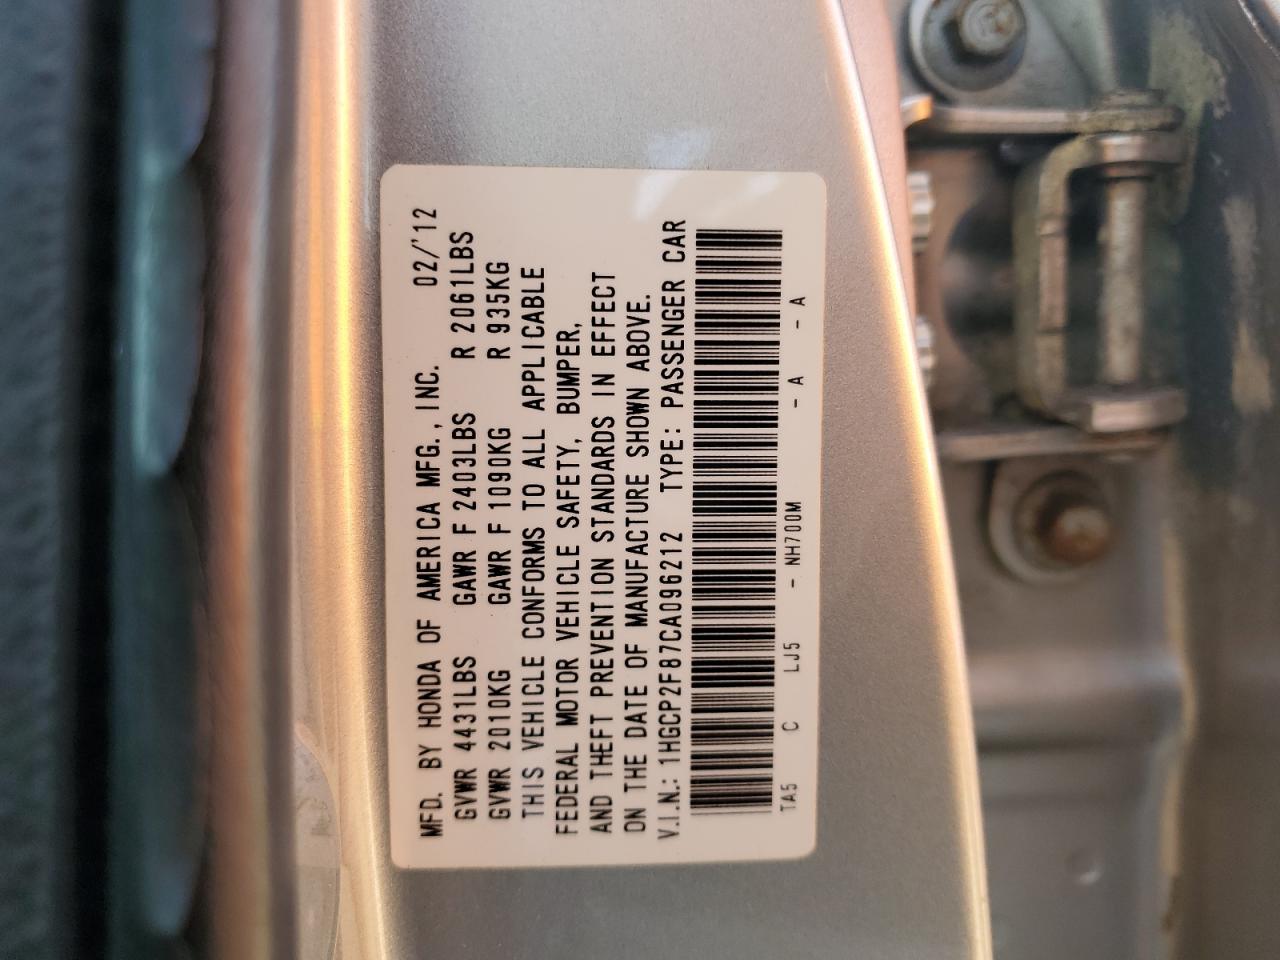 MFD. BY HONDA OF AMERICA MFG., INC. 02/'12
GVWR 4431LBS GAWR F 2403LBS R 2061LBS
GVWR 2010KG GAWR F 1090KG R 935KG
THIS VEHICLE CONFORMS TO ALL APPLICABLE
FEDERAL MOTOR VEHICLE SAFETY, BUMPER,
AND THEFT PREVENTION STANDARDS IN EFFECT
ON THE DATE OF MANUFACTURE SHOWN ABOVE.
V.I.N.: 1HGCP2F87CA096212 TYPE: PASSENGER CAR
TA5 C LJ5 - NH700M - A - A